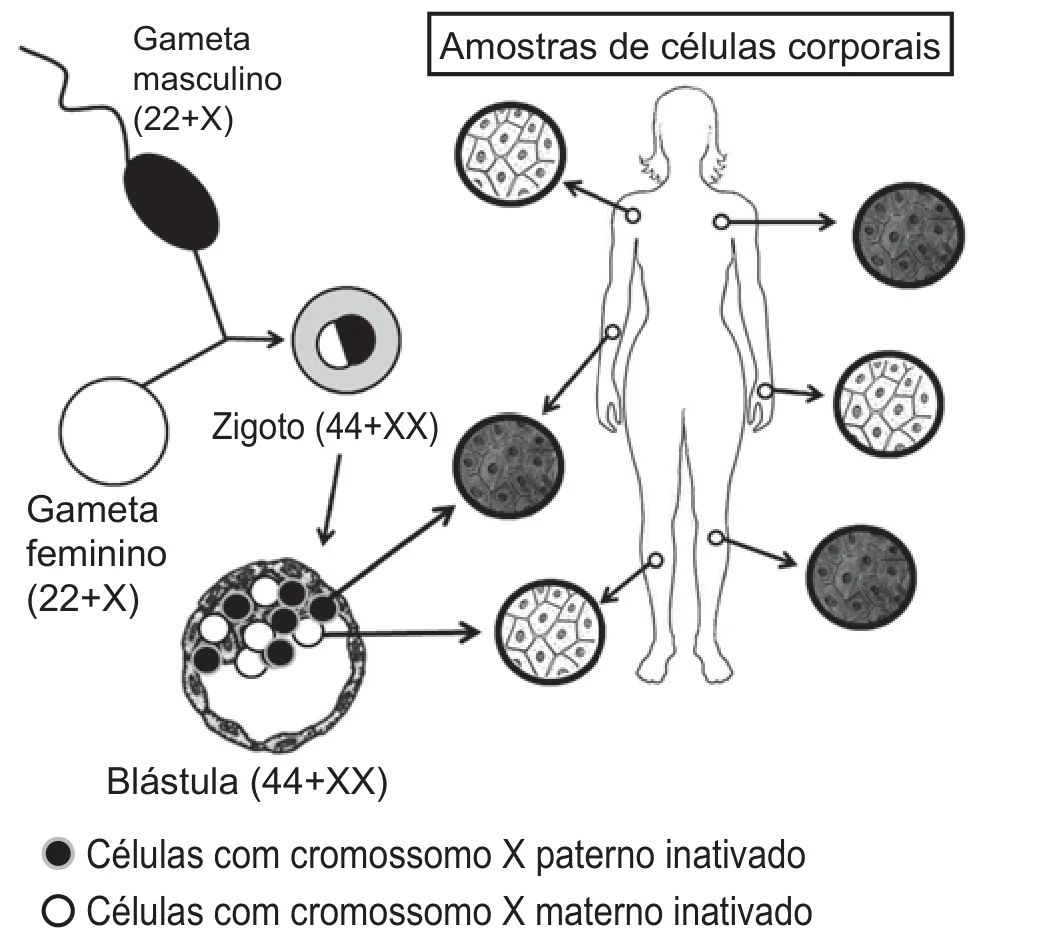 Gameta
masculino
(22+X)
Amostras de células corporais
Zigoto (44+XX)
Gameta
feminino
(22+X)
Blástula (44+XX)
Células com cromossomo X paterno inativado
Células com cromossomo X materno inativado